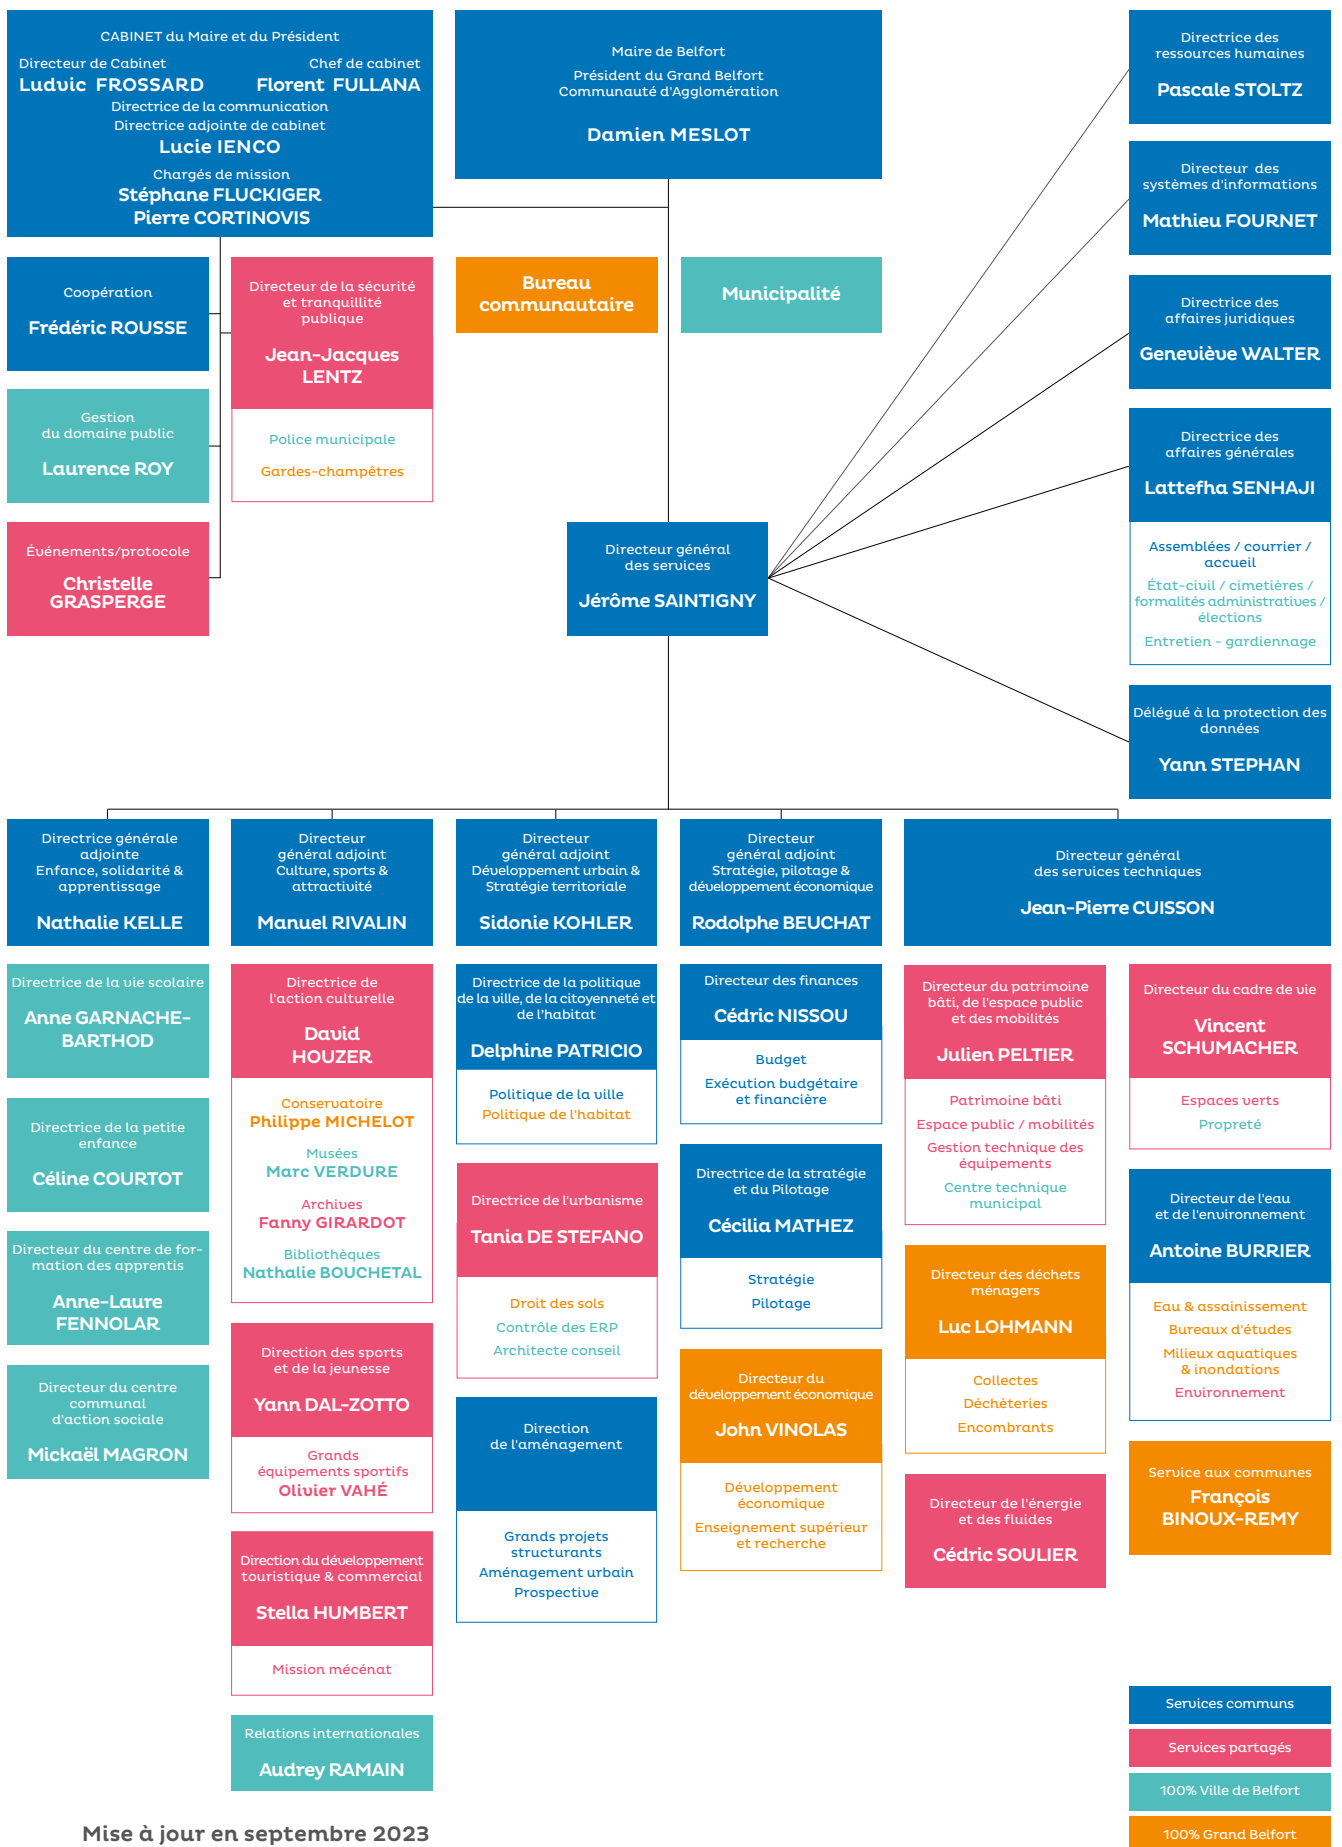 CABINET du Maire et du Président
Directeur de Cabinet
Ludvic FROSSARD
Chef de cabinet
Florent FULLANA
Directrice de la communication
Directrice adjointe de cabinet
Lucie IENCO
Chargés de mission
Stéphane FLUCKIGER
Pierre CORTINOVIS
Maire de Belfort
Président du Grand Belfort
Communauté d'Agglomération
Damien MESLOT
Directrice des
ressources humaines
Pascale STOLTZ
Directeur des
systèmes d'informations
Mathieu FOURNET
Directrice des
affaires juridiques
Geneviève WALTER
Directrice des
affaires générales
Lattefha SENHAJI
Assemblées / courrier /
accueil
État-civil / cimetières /
formalités administratives /
élections
Entretien - gardiennage
Délégué à la protection des
données
Yann STEPHAN
Coopération
Frédéric ROUSSE
Gestion
du domaine public
Laurence ROY
Événements/protocole
Christelle
GRASPERGE
Directeur de la sécurité
et tranquillité
publique
Jean-Jacques
LENTZ
Police municipale
Gardes-champêtres
Bureau
communautaire
Municipalité
Directeur général
des services
Jérôme SAINTIGNY
Directrice générale
adjointe
Enfance, solidarité &
apprentissage
Nathalie KELLE
Directrice de la vie scolaire
Anne GARNACHE-
BARTHOD
Directrice de la petite
enfance
Céline COURTOT
Directeur du centre de for-
mation des apprentis
Anne-Laure
FENNOLAR
Directeur du centre
communal
d'action sociale
Mickaël MAGRON
Directeur
général adjoint
Culture, sports &
attractivité
Manuel RIVALIN
Directrice de
l'action culturelle
David
HOUZER
Conservatoire
Philippe MICHELOT
Musées
Marc VERDURE
Archives
Fanny GIRARDOT
Bibliothèques
Nathalie BOUCHETAL
Direction des sports
et de la jeunesse
Yann DAL-ZOTTO
Grands
équipements sportifs
Olivier VAHÉ
Direction du développement
touristique & commercial
Stella HUMBERT
Mission mécénat
Relations internationales
Audrey RAMAIN
Directeur
général adjoint
Développement urbain &
Stratégie territoriale
Sidonie KOHLER
Directrice de la politique
de la ville, de la citoyenneté et
de l'habitat
Delphine PATRICIO
Politique de la ville
Politique de l'habitat
Directrice de l'urbanisme
Tania DE STEFANO
Droit des sols
Contrôle des ERP
Architecte conseil
Direction
de l'aménagement
Grands projets
structurants
Aménagement urbain
Prospective
Directeur
général adjoint
Stratégie, pilotage &
développement économique
Rodolphe BEUCHAT
Directeur des finances
Cédric NISSOU
Budget
Exécution budgétaire
et financière
Directrice de la stratégie
et du Pilotage
Cécilia MATHEZ
Stratégie
Pilotage
Directeur du
développement économique
John VINOLAS
Développement
économique
Enseignement supérieur
et recherche
Directeur général
des services techniques
Jean-Pierre CUISSON
Directeur du patrimoine
bâti, de l'espace public
et des mobilités
Julien PELTIER
Patrimoine bâti
Espace public / mobilités
Gestion technique des
équipements
Centre technique
municipal
Directeur des déchets
ménagers
Luc LOHMANN
Collectes
Déchèteries
Encombrants
Directeur de l'énergie
et des fluides
Cédric SOULIER
Directeur du cadre de vie
Vincent
SCHUMACHER
Espaces verts
Propreté
Directeur de l'eau
et de l'environnement
Antoine BURRIER
Eau & assainissement
Bureaux d'études
Milieux aquatiques
& inondations
Environnement
Service aux communes
François
BINOUX-REMY
Services communs
Services partagés
100% Ville de Belfort
100% Grand Belfort
Mise à jour en septembre 2023